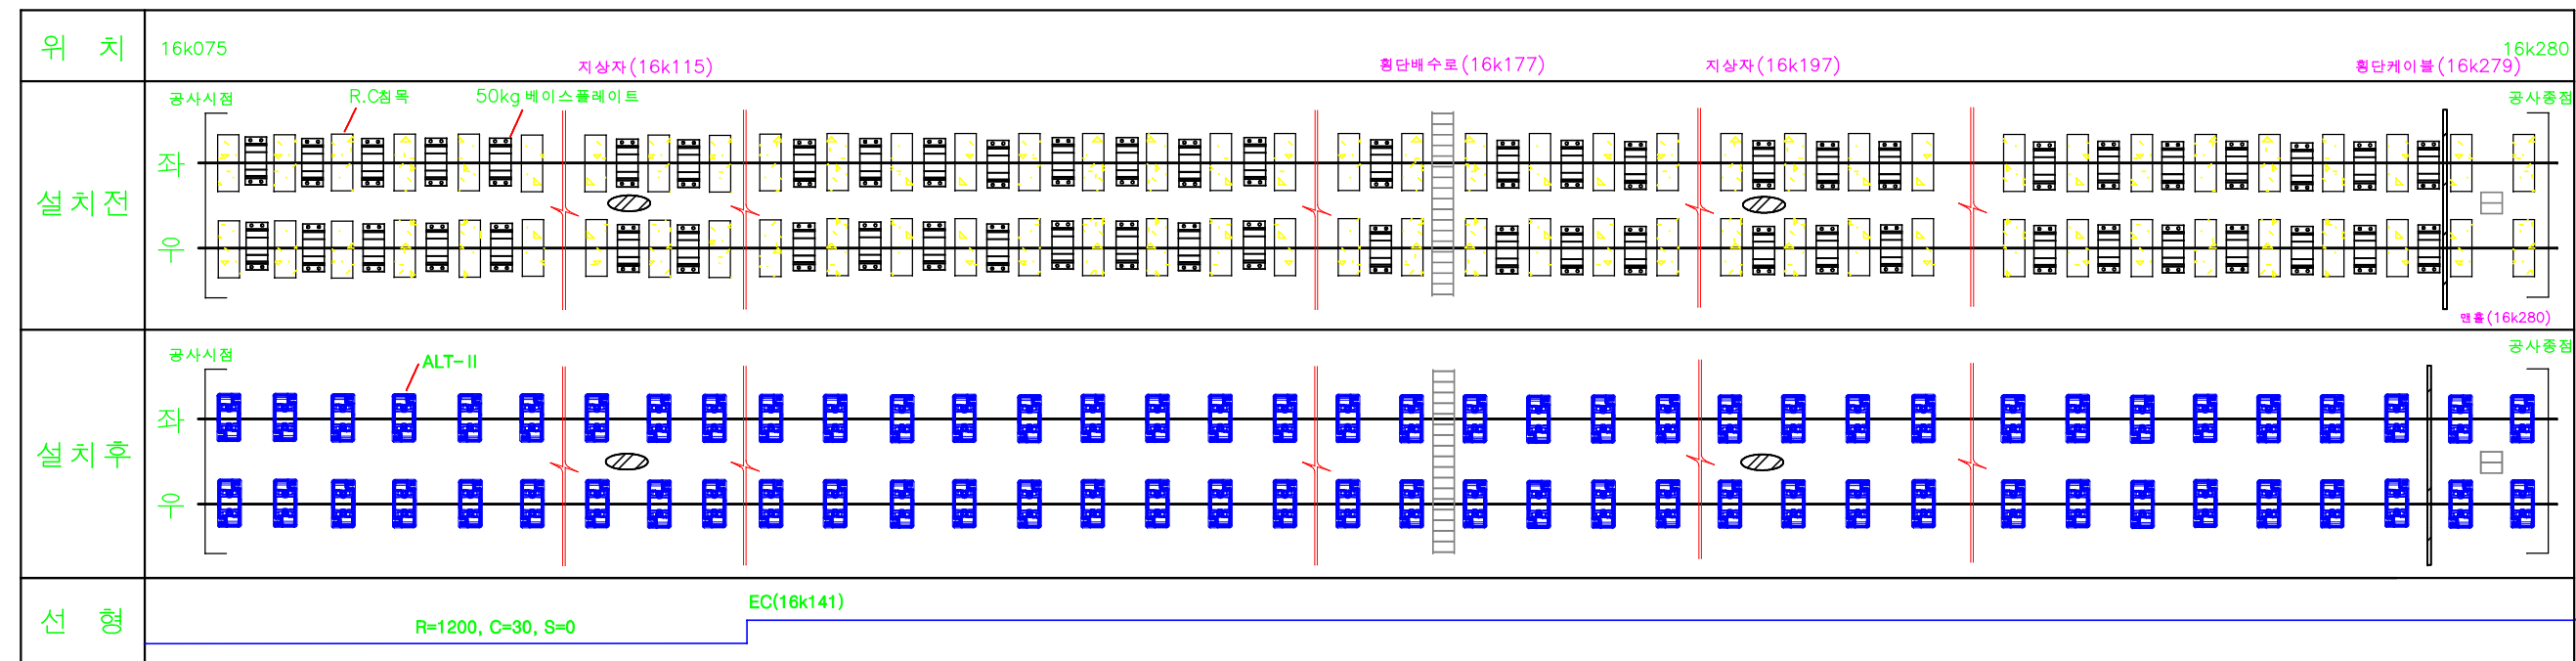 위 치
16k075
16k280
지상자(16k115)
횡단배수로(16k177)
지상자(16k197)
횡단케이블(16k279)
설치전
공사시점
R.C침목
50kg 베이스플레이트
공사종점
좌
우
맨홀(16k280)
설치후
공사시점
ALT-II
공사종점
좌
우
선 형
R=1200, C=30, S=0
EC(16k141)